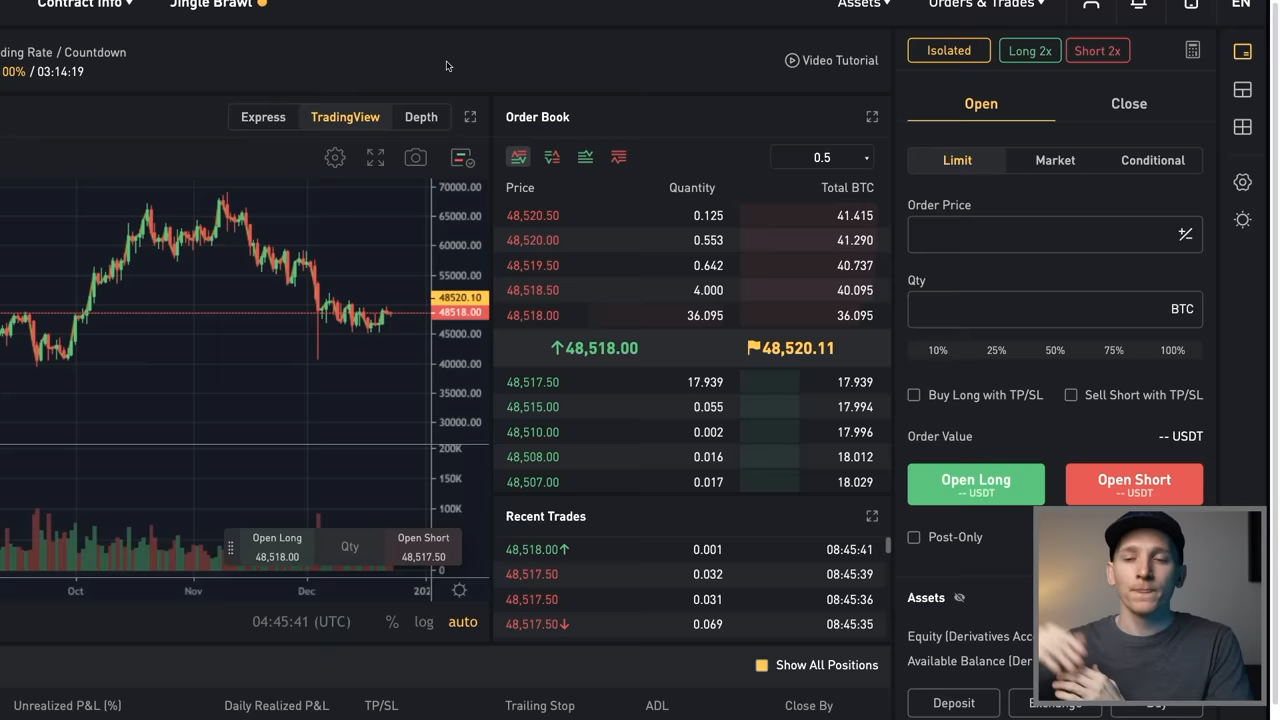 Contract Info
Jingle Brawl
Assets
Orders & Trades
EN
ding Rate / Countdown
00% / 03:14:19
Video Tutorial
Isolated
Long 2x
Short 2x
Express
TradingView
Depth
Order Book
Open
Close
0.5
Limit
Market
Conditional
Price
Quantity
Total BTC
48,520.50 0.125 41.415
48,520.00 0.553 41.290
48,519.50 0.642 40.737
48,518.50 4.000 40.095
48,518.00 36.095 36.095
48,518.00
48,520.11
48,517.50 17.939 17.939
48,515.00 0.055 17.994
48,510.00 0.002 17.996
48,508.00 0.016 18.012
48,507.00 0.017 18.029
70000.00
65000.00
60000.00
55000.00
48520.10
48518.00
45000.00
40000.00
35000.00
30000.00
200K
150K
100K
0
Open Long
48,518.00
Qty
Open Short
48,517.50
Oct
Nov
Dec
202
04:45:41 (UTC)
%
log
auto
Recent Trades
48,518.00 0.001 08:45:41
48,517.50 0.032 08:45:39
48,517.50 0.031 08:45:36
48,517.50 0.069 08:45:35
Order Price
Qty
BTC
10%
25%
50%
75%
100%
Buy Long with TP/SL
Sell Short with TP/SL
Order Value
-- USDT
Open Long
-- USDT
Open Short
-- USDT
Post-Only
Assets
Equity (Derivatives Acc
Available Balance (Der
Deposit
Show All Positions
Unrealized P&L (%)
Daily Realized P&L
TP/SL
Trailing Stop
ADL
Close By